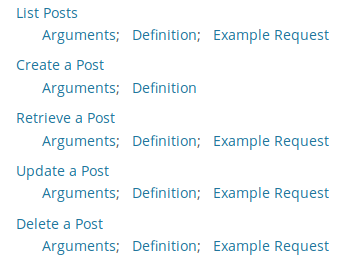 List Posts
Arguments; Definition; Example Request
Create a Post
Arguments; Definition
Retrieve a Post
Arguments; Definition; Example Request
Update a Post
Arguments; Definition; Example Request
Delete a Post
Arguments; Definition; Example Request